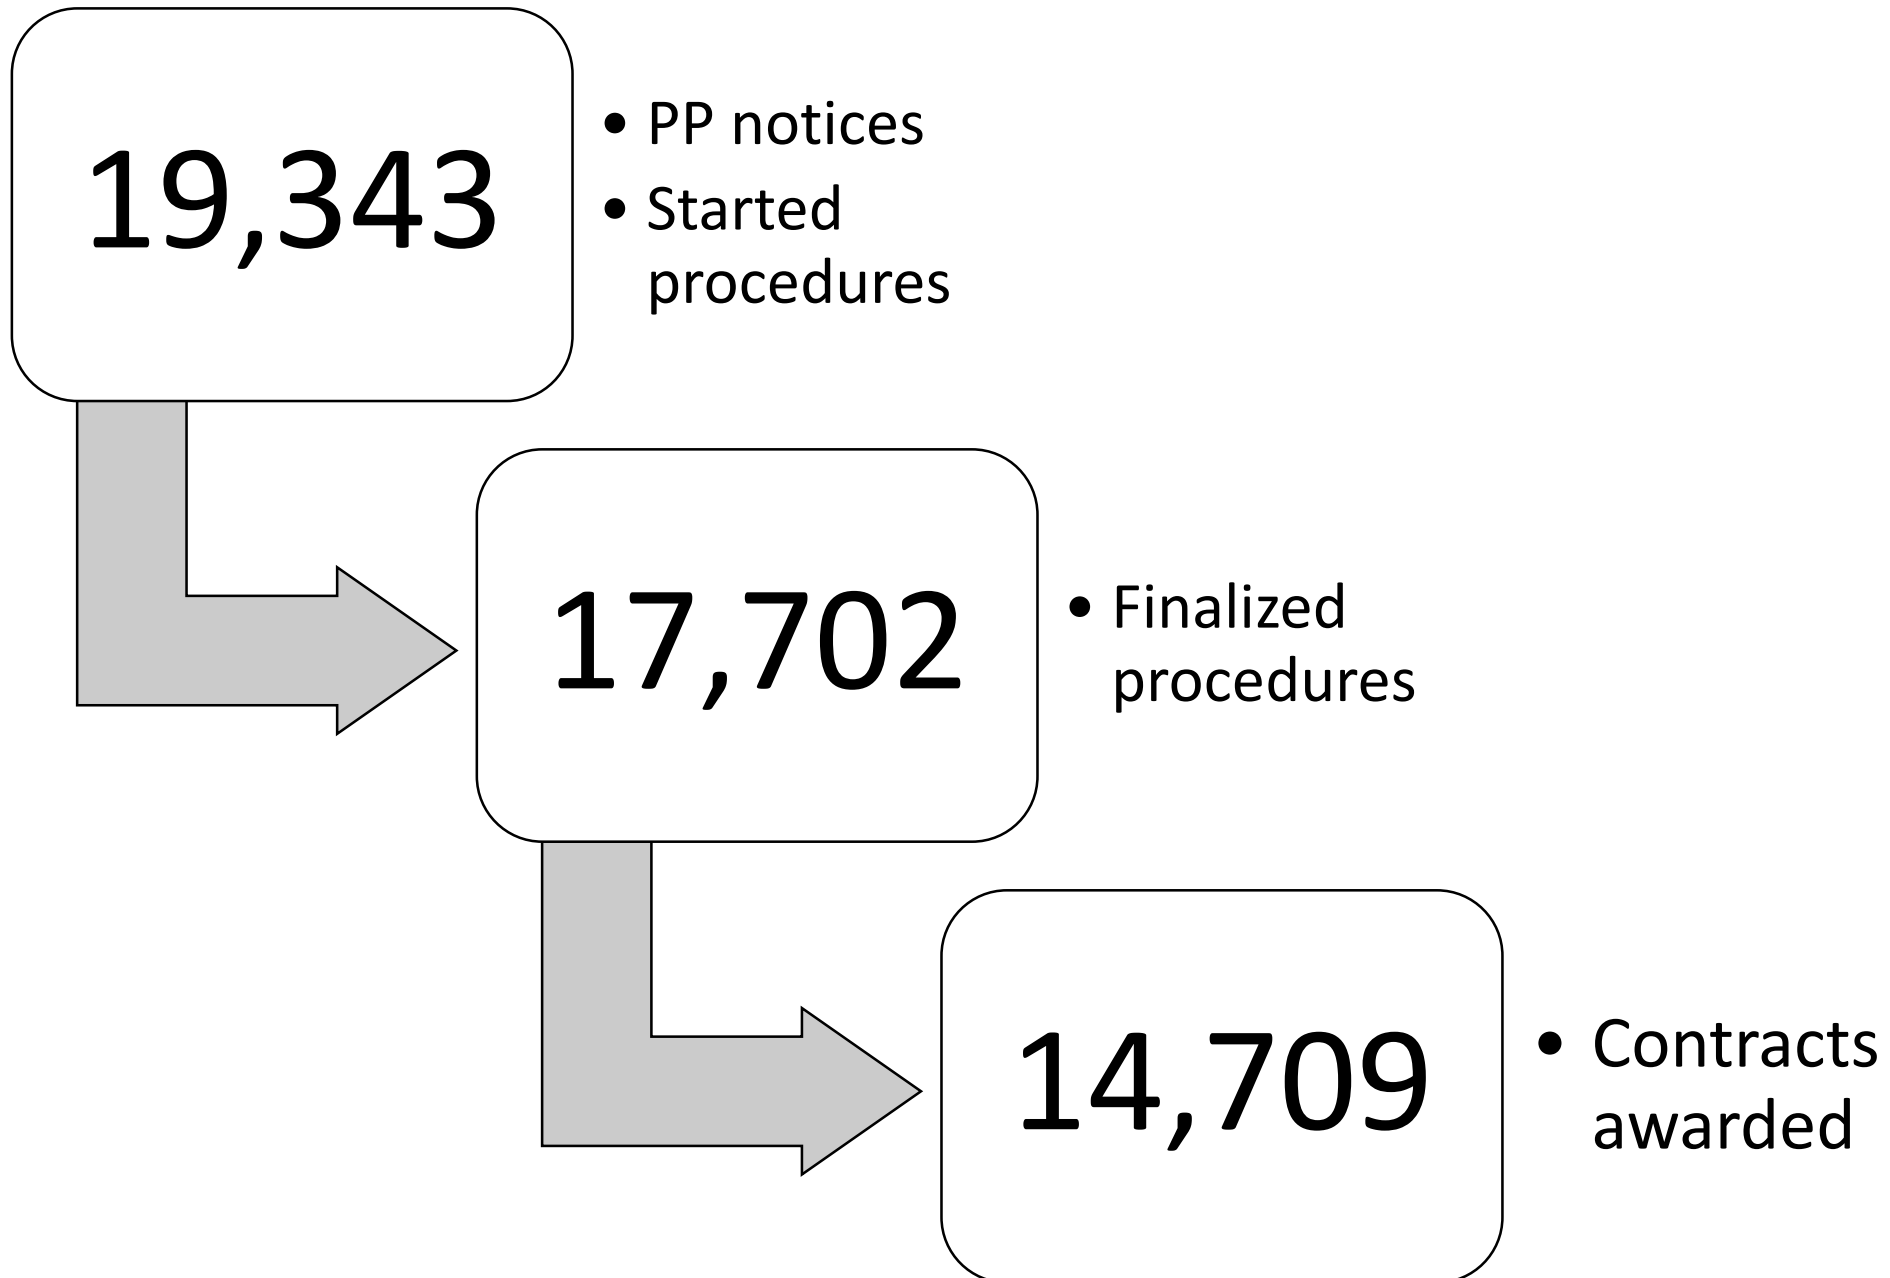 19,343
• PP notices
• Started
procedures
17,702
• Finalized
procedures
14,709
• Contracts
awarded